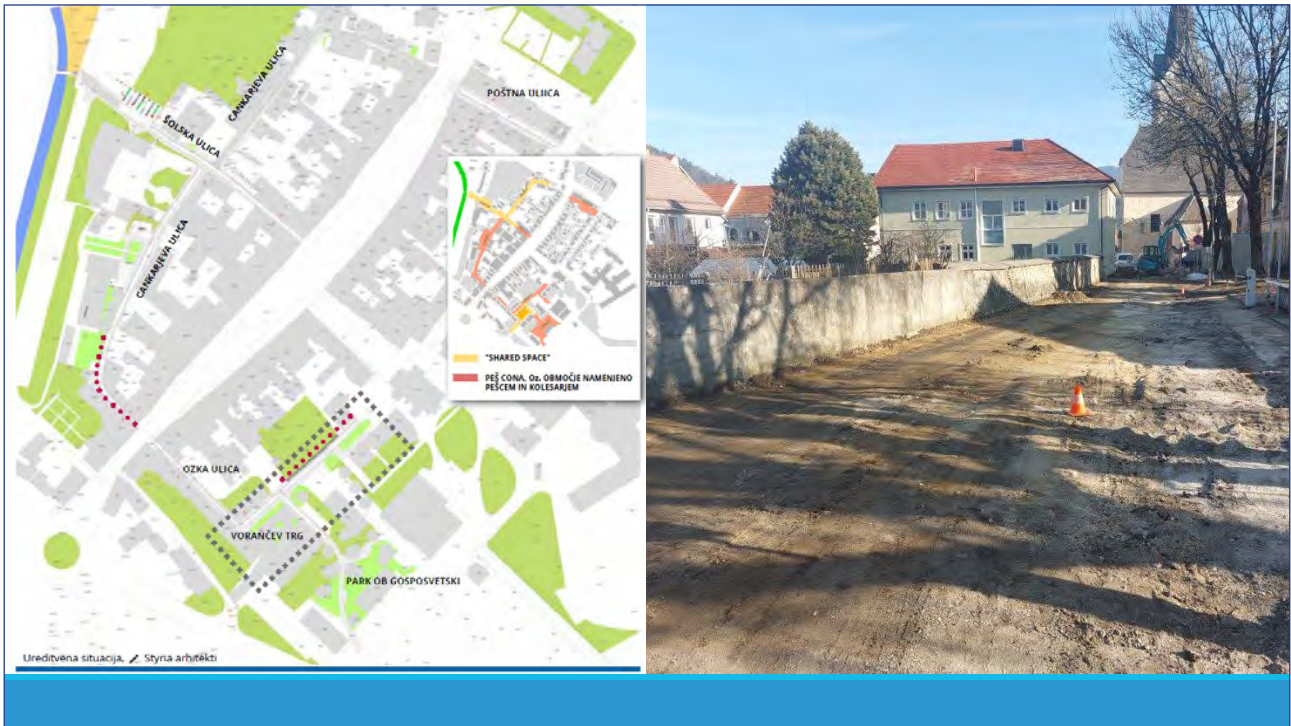 POŠTNA ULIICA
CANKARJEVA ULICA
ŠOLSKA ULICA
CANKARJEVA ULICA
"SHARED SPACE"
PEŠ CONA, Oz. OBMOČJE NAMENJENO
PEŠCEM IN KOLESARJEM
OZKA ULICA
VORANČEV TRG
PARK OB GOSPOSVETSKI
Ureditvena situacija, Styria arhitekti